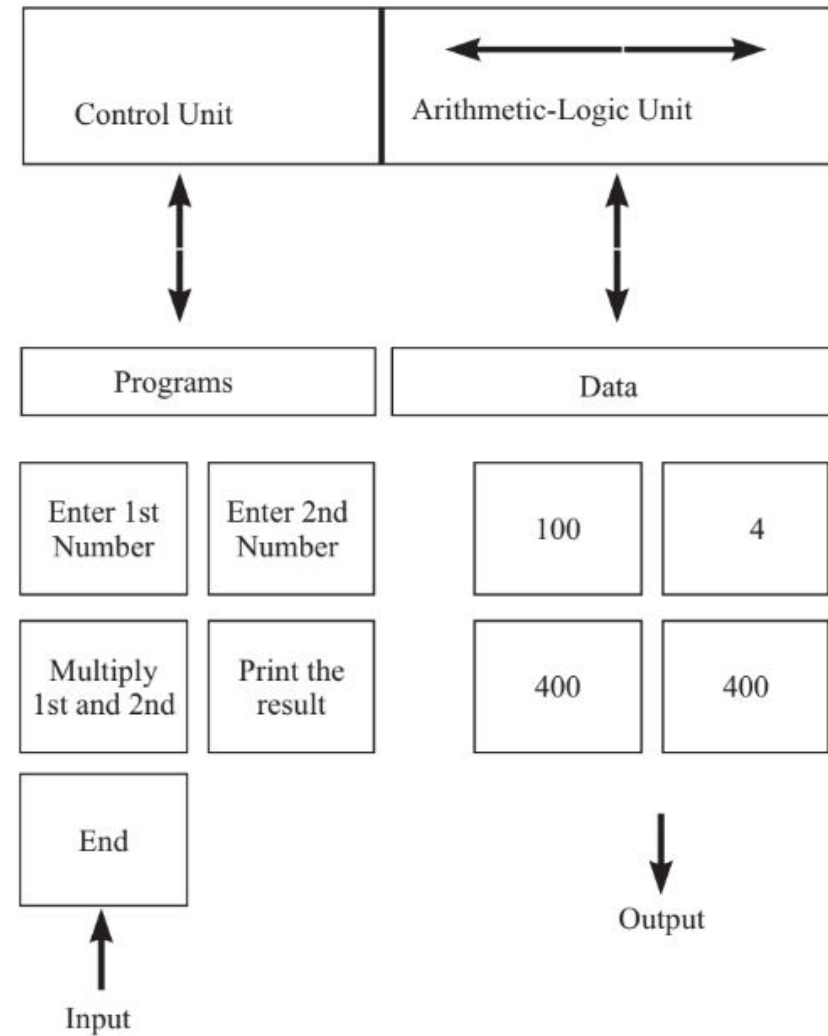 Control Unit
Arithmetic-Logic Unit
Programs
Data
Enter 1st
Number
Enter 2nd
Number
100
4
Multiply
1st and 2nd
Print the
result
400
400
End
Output
Input